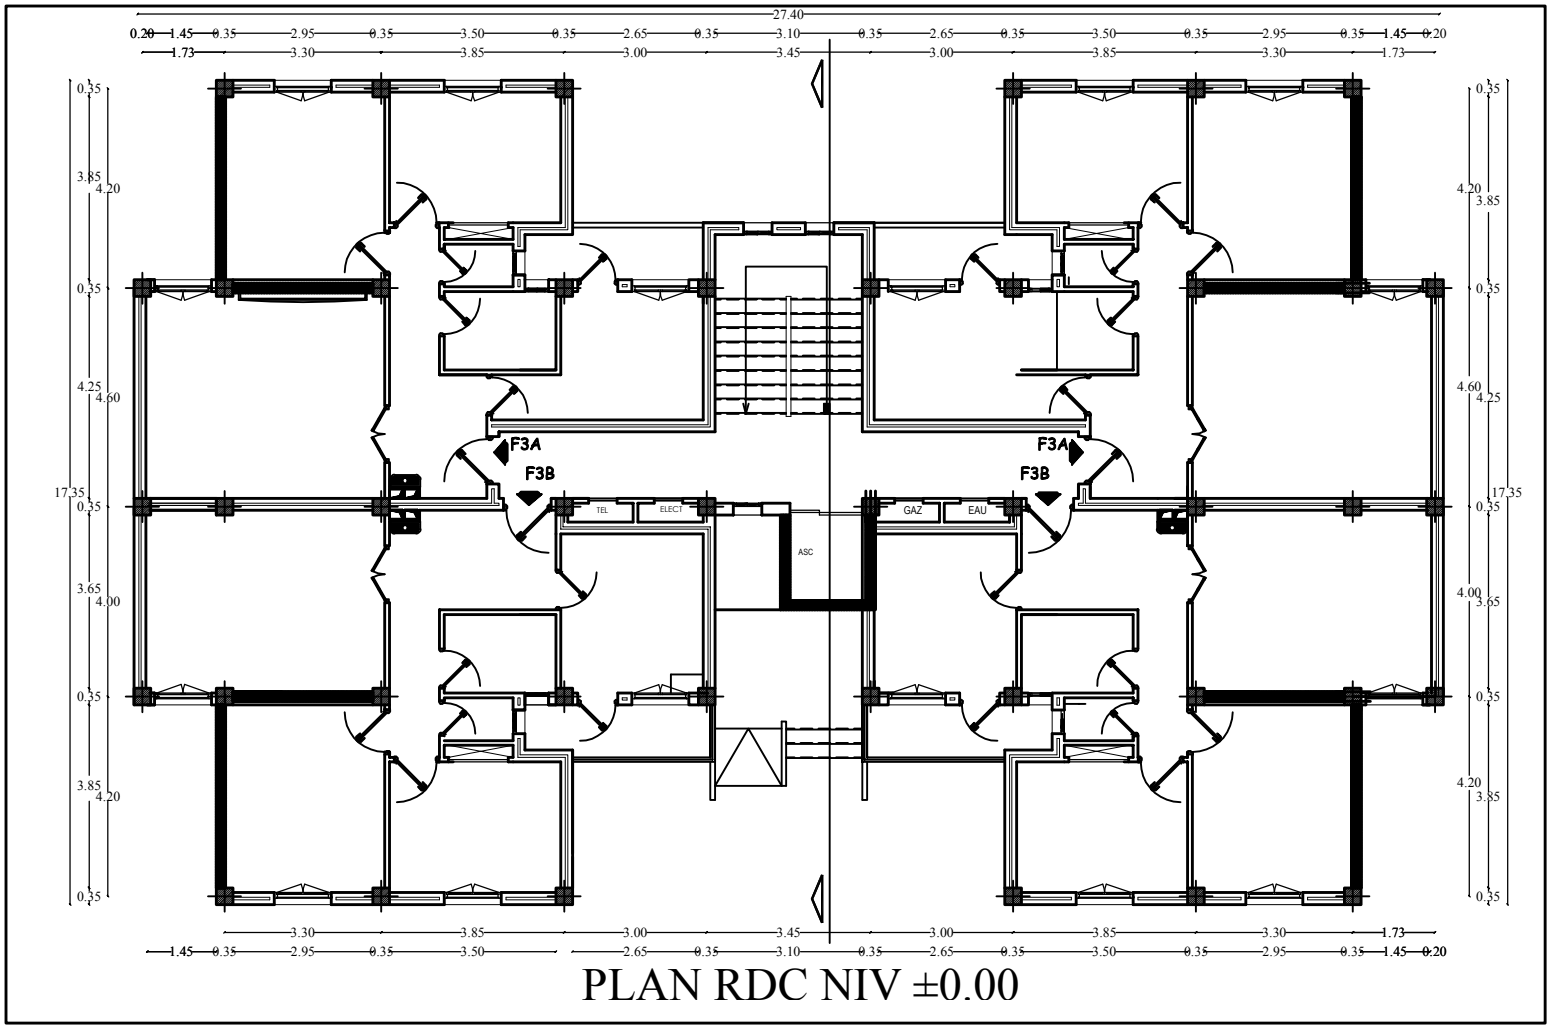 27.40
0.20 1.45 0.35 2.95 0.35 3.50 0.35 2.65 0.35 3.10 0.35 2.65 0.35 3.50 0.35 2.95 0.35 1.45 0.20
1.73 3.30 3.85 3.00 3.45 3.00 3.85 3.30 1.73
0.35 0.35
3.85 4.20 4.20 3.85
0.35 0.35
4.25 4.60 4.60 4.25
F3A F3A
F3B F3B
17.35 17.35
0.35 0.35
TEL ELECT GAZ EAU
ASC
3.65 4.00 4.00 3.65
0.35 0.35
3.85 4.20 4.20 3.85
0.35 0.35
3.30 3.85 3.00 3.45 3.00 3.85 3.30 1.73
1.45 0.35 2.95 0.35 3.50 2.65 0.35 3.10 0.35 2.65 0.35 3.50 0.35 2.95 0.35 1.45 0.20
PLAN RDC NIV ±0.00